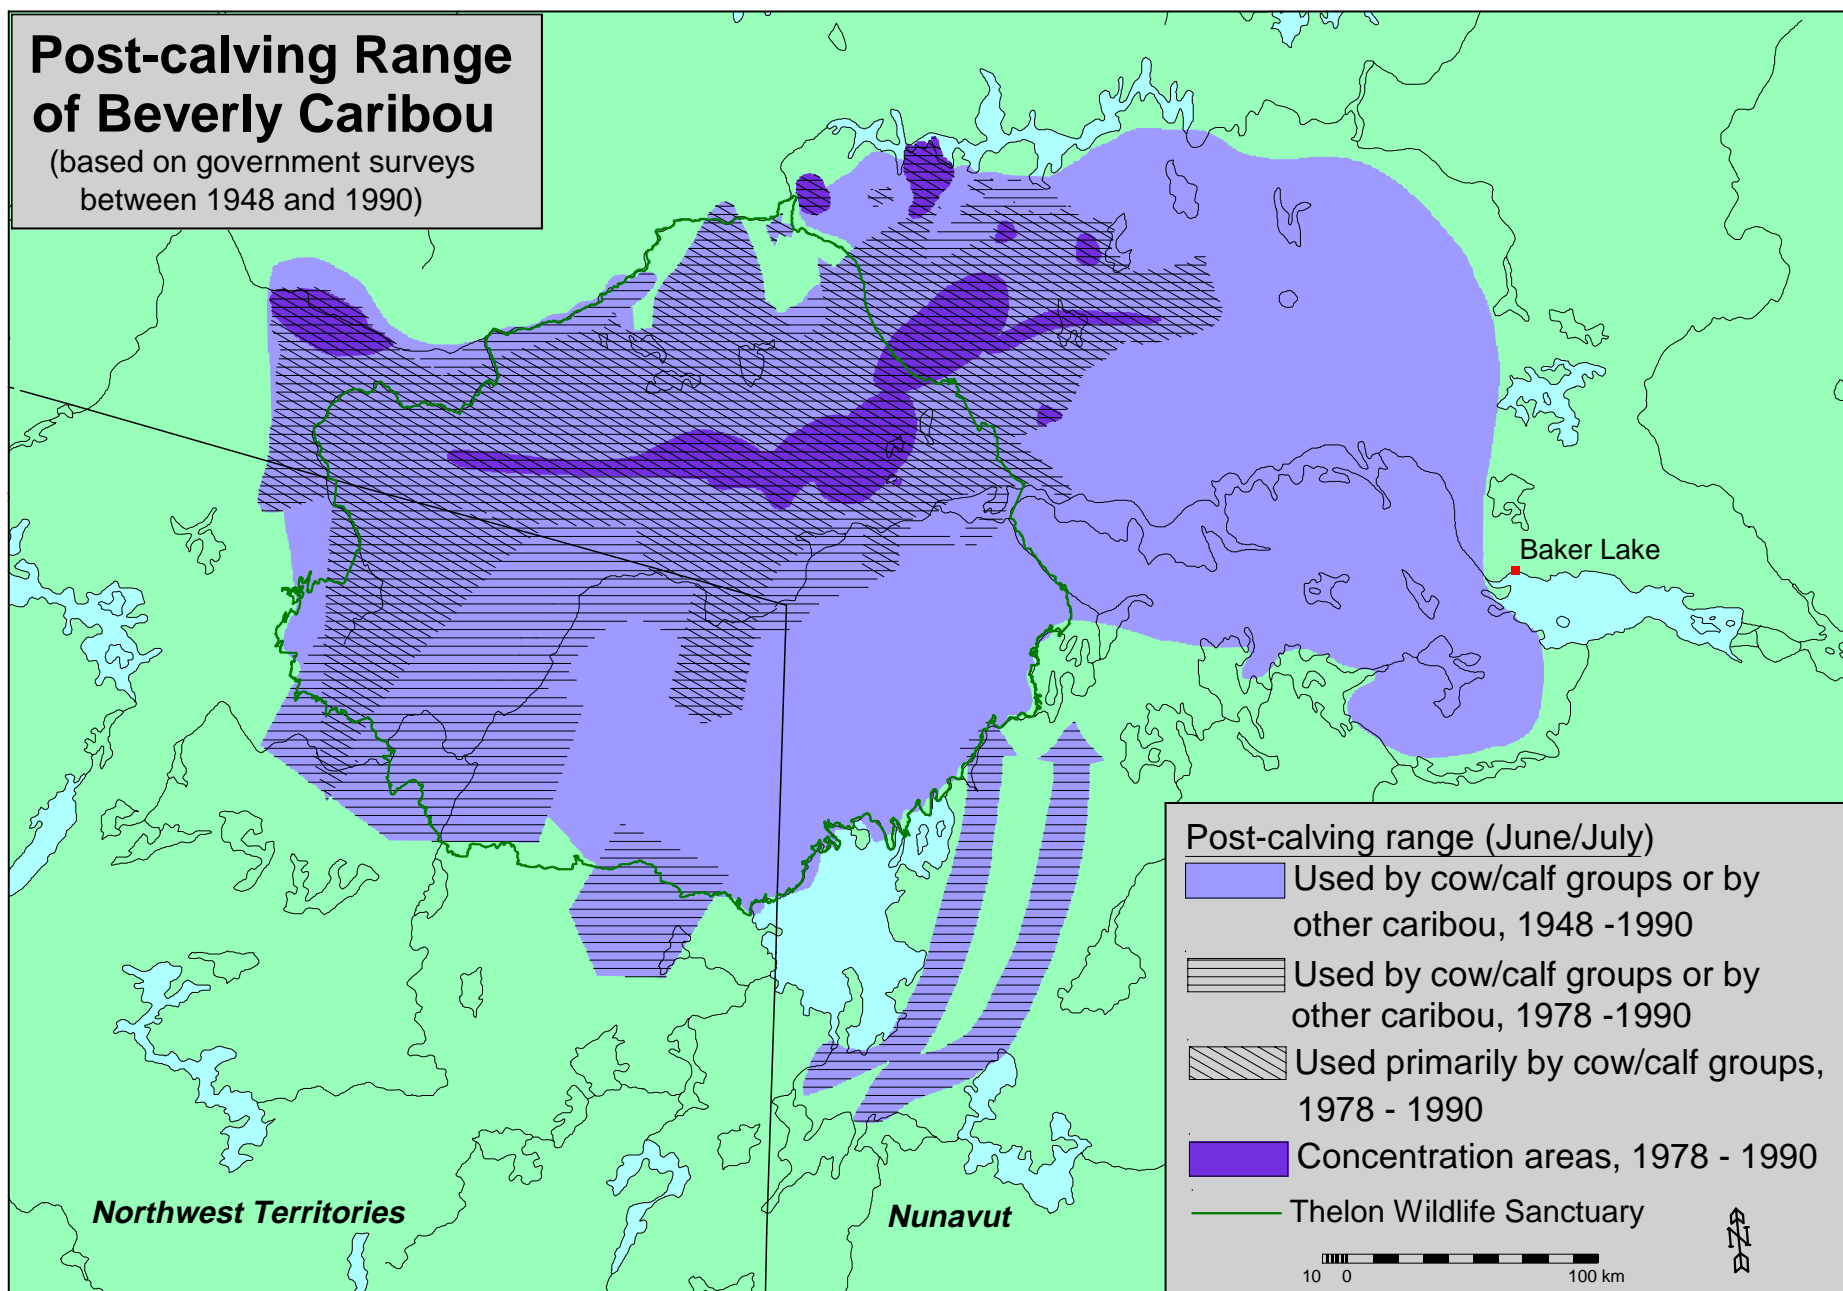 Post-calving Range
of Beverly Caribou
(based on government surveys
between 1948 and 1990)
Baker Lake
Post-calving range (June/July)
Used by cow/calf groups or by
other caribou, 1948 -1990
Used by cow/calf groups or by
other caribou, 1978 -1990
Used primarily by cow/calf groups,
1978 - 1990
Concentration areas, 1978 - 1990
Thelon Wildlife Sanctuary
N
10 0 100 km
Northwest Territories
Nunavut